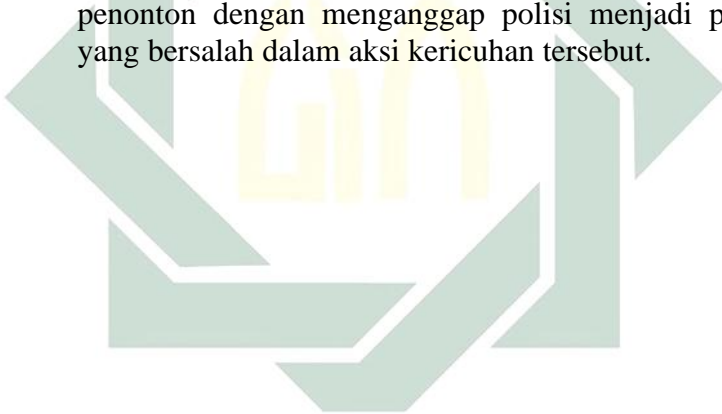 penonton dengan menganggap polisi menjadi
yang bersalah dalam aksi kericuhan tersebut.